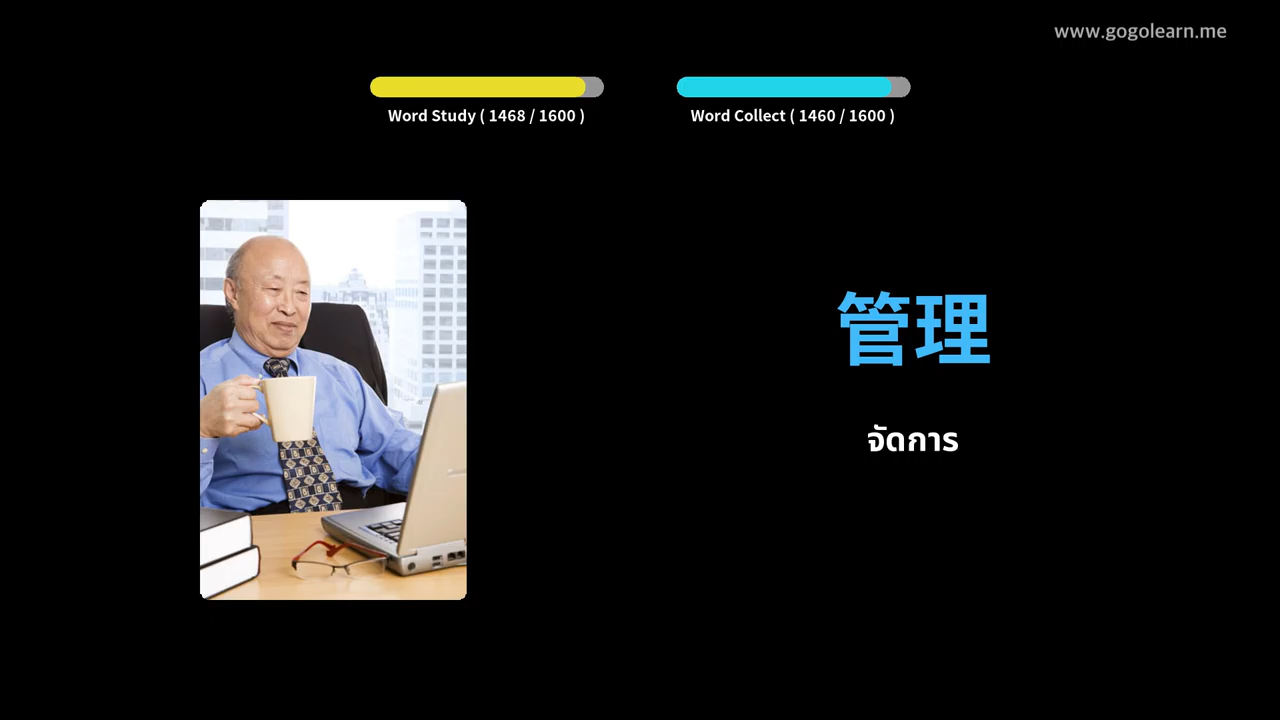 www.gogolearn.me
Word Study ( 1468 / 1600 )
Word Collect ( 1460 / 1600 )
管理
จัดการ